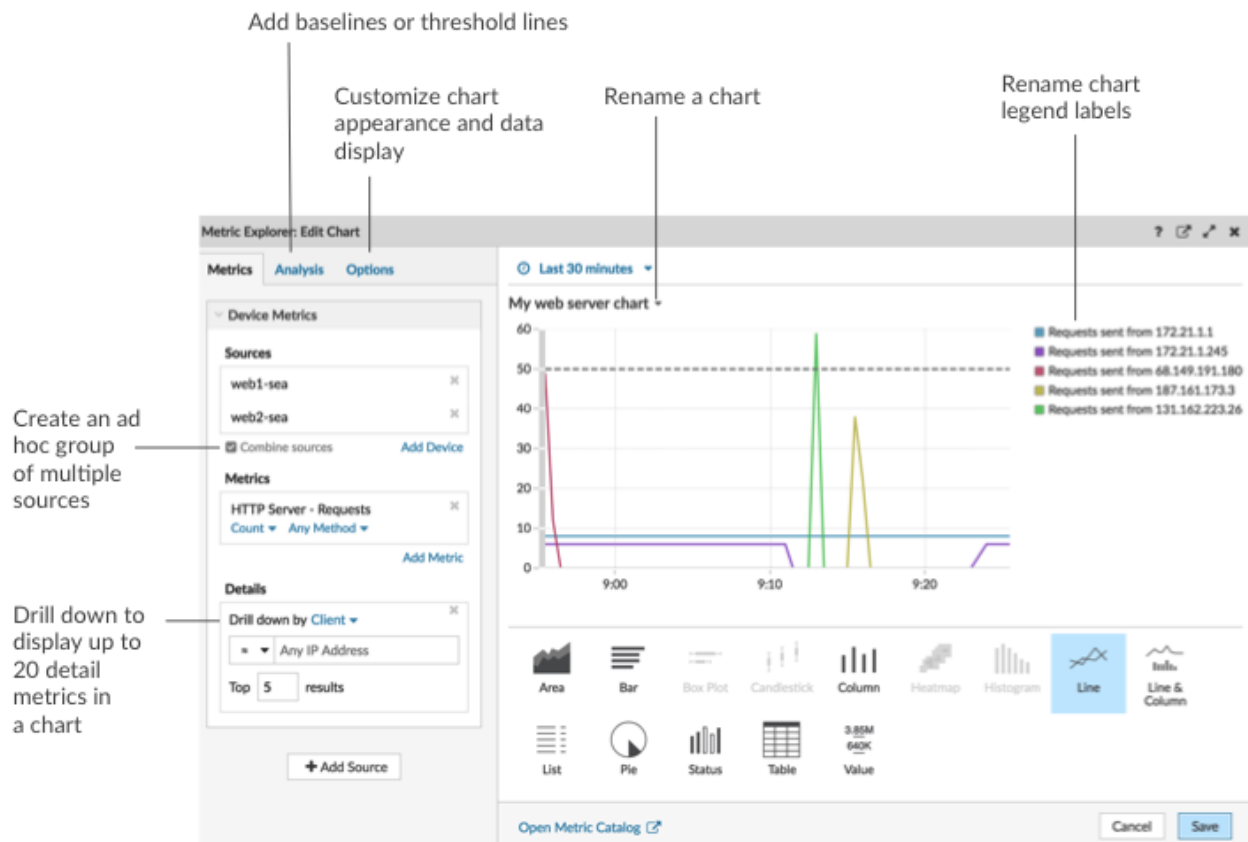 Add baselines or threshold lines
Customize chart
appearance and data
display
Rename a chart
Rename chart
legend labels
Metric Explorer: Edit Chart
?
Metrics
Analysis
Options
Last 30 minutes
Device Metrics
Sources
web1-sea
web2-sea
Combine sources
Add Device
Create an ad
hoc group
of multiple
sources
Metrics
HTTP Server - Requests
Count
Any Method
Add Metric
Details
Drill down by Client
≈
Any IP Address
Top 5 results
Drill down to
display up to
20 detail
metrics in
a chart
+ Add Source
My web server chart
60
50
40
30
20
10
0
9:00
9:10
9:20
Requests sent from 172.21.1.1
Requests sent from 172.21.1.245
Requests sent from 68.149.191.180
Requests sent from 187.161.173.3
Requests sent from 131.162.223.26
Area
Bar
Box Plot
Candlestick
Column
Heatmap
Histogram
Line
Line &
Column
3.85M
640K
List
Pie
Status
Table
Value
Open Metric Catalog
Cancel
Save